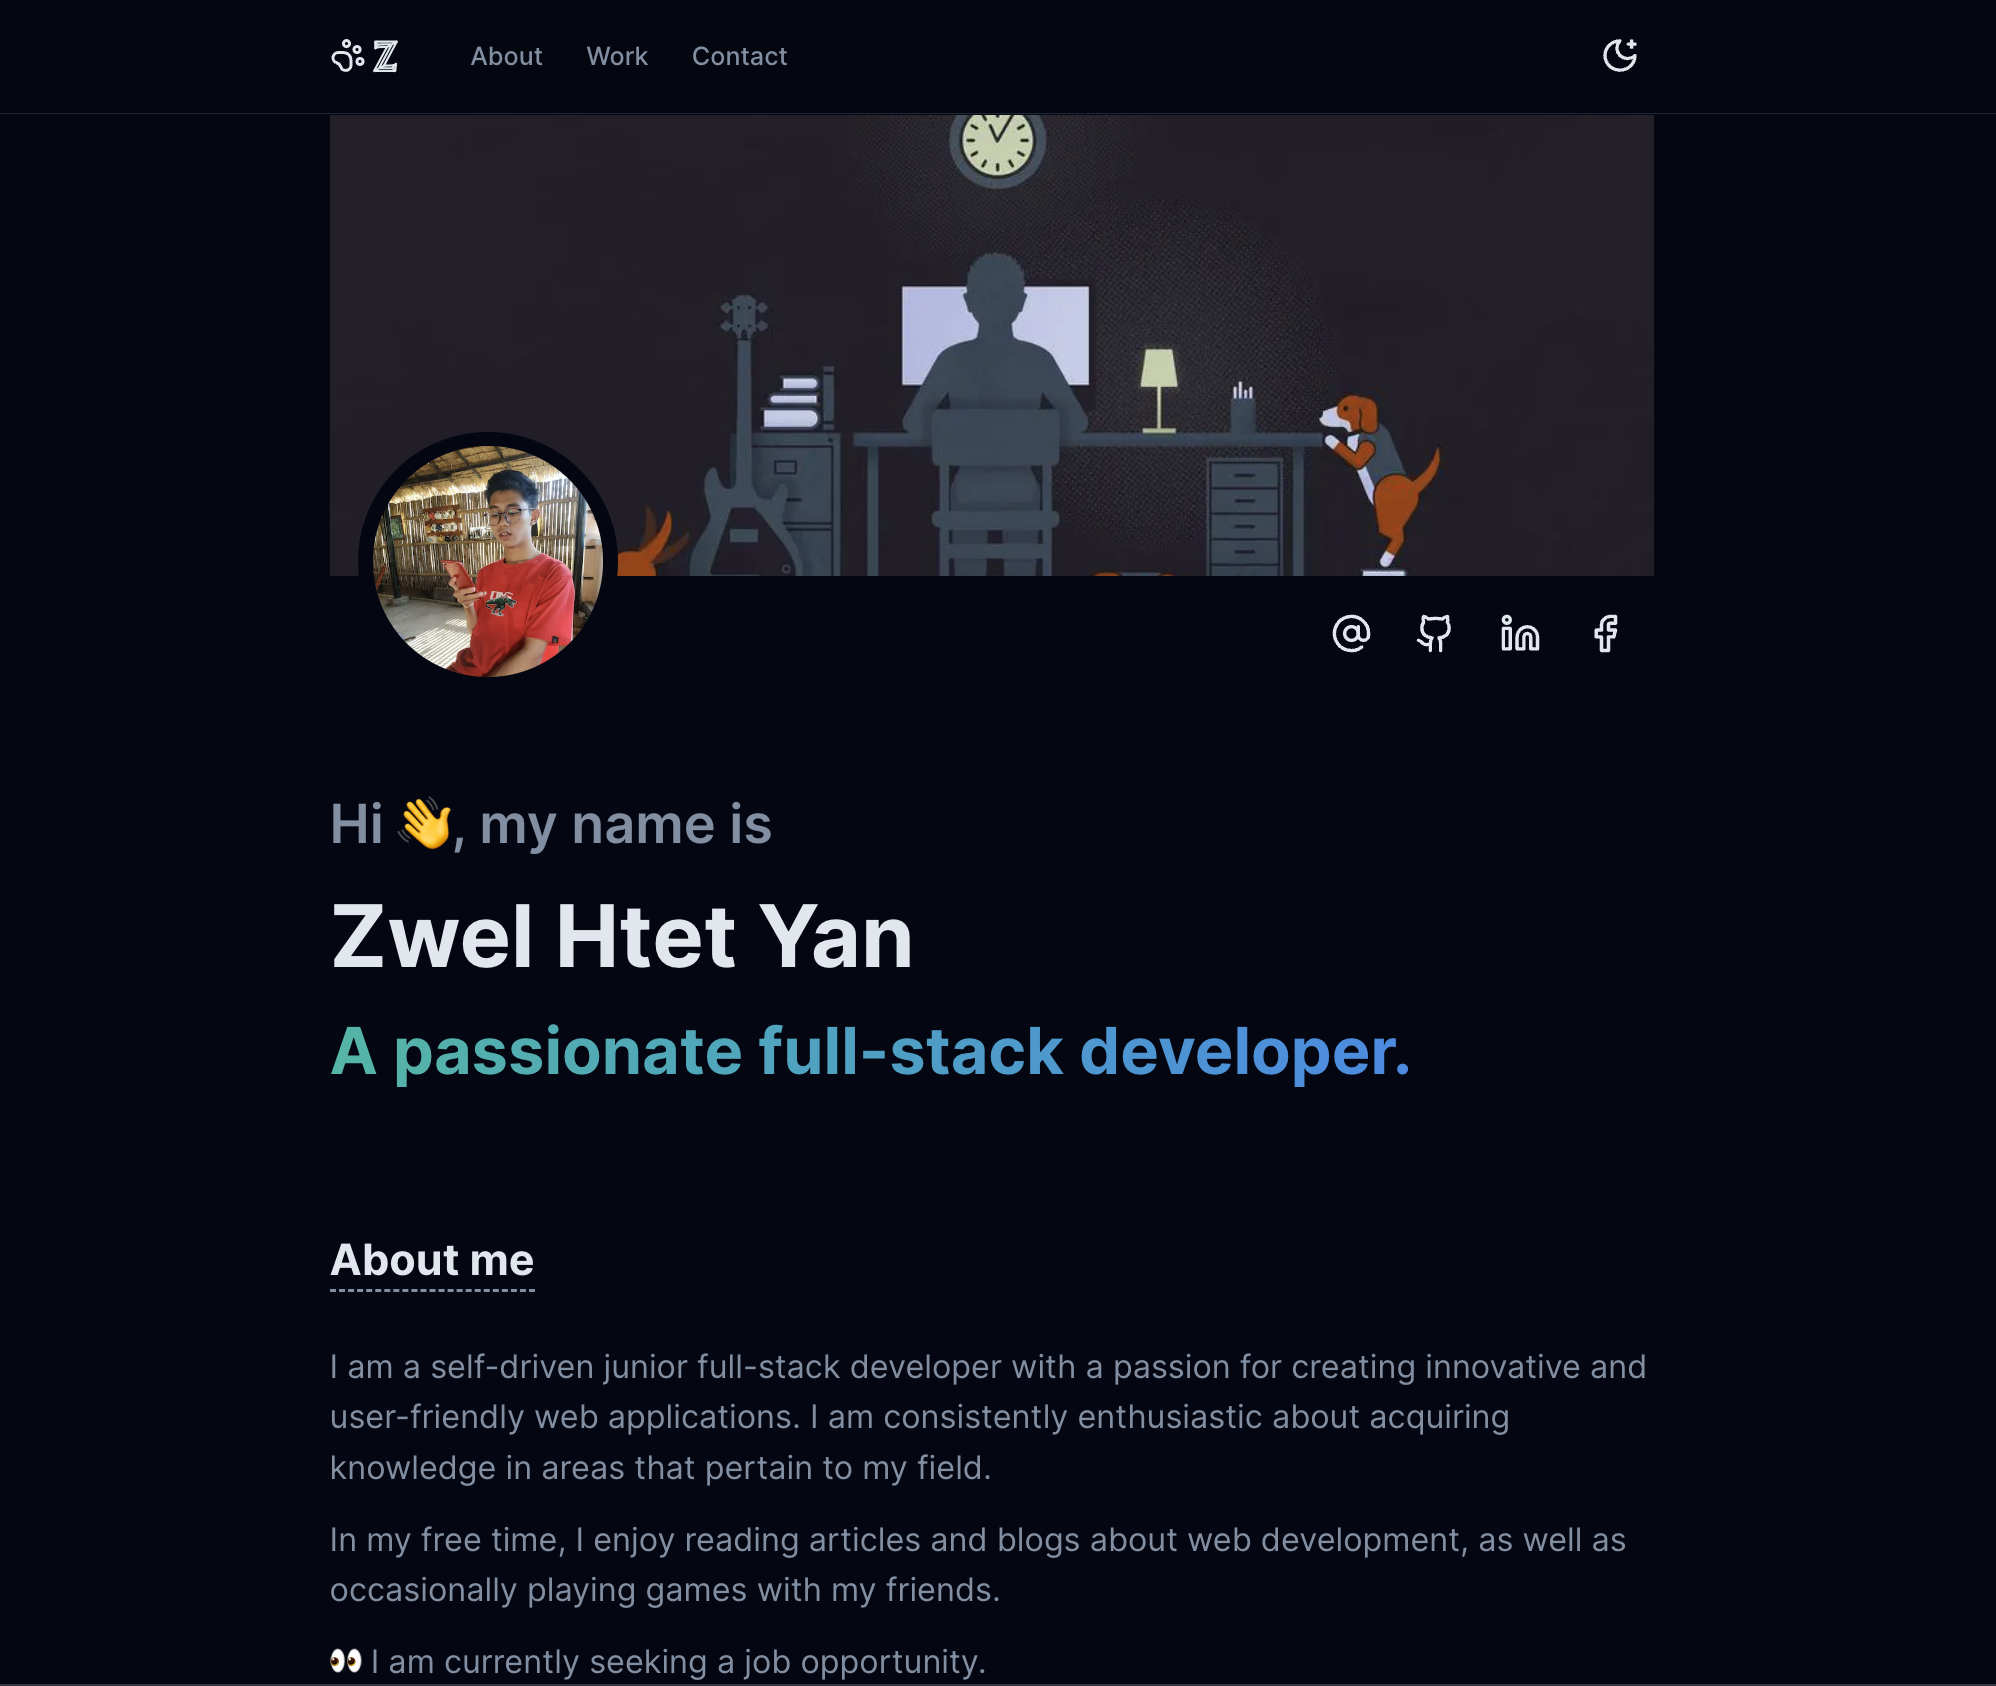 Z About Work Contact
Hi 👋, my name is
Zwel Htet Yan
A passionate full-stack developer.
About me
I am a self-driven junior full-stack developer with a passion for creating innovative and
user-friendly web applications. I am consistently enthusiastic about acquiring
knowledge in areas that pertain to my field.
In my free time, I enjoy reading articles and blogs about web development, as well as
occasionally playing games with my friends.
👀 I am currently seeking a job opportunity.